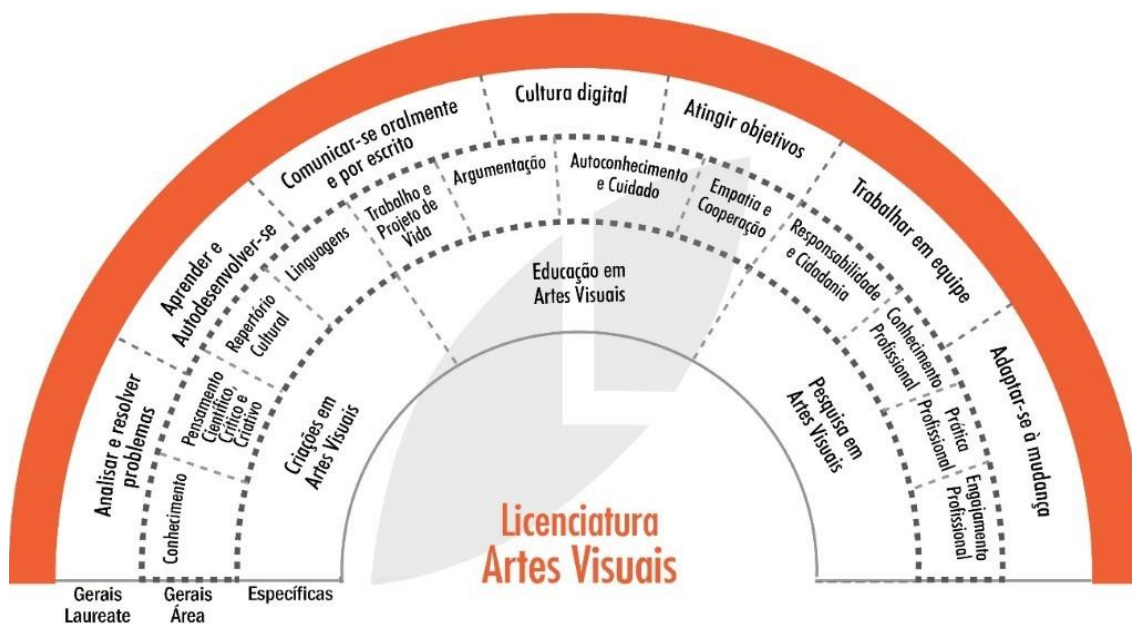 Analisar e resolver
problemas
Aprender e
Autodesenvolver-se
Comunicar-se oralmente
e por escrito
Cultura digital
Atingir objetivos
Trabalhar em equipe
Adaptar-se à mudança
Conhecimento
Pensamento
Científico,
Crítico e
Criativo
Repertório
Cultural
Linguagens
Trabalho e
Projeto de
Vida
Argumentação
Autoconhecimento
e Cuidado
Empatia e
Cooperação
Responsabilidade
e Cidadania
Conhecimento
Profissional
Prática
Profissional
Engajamento
Profissional
Criações em
Artes Visuais
Educação em
Artes Visuais
Pesquisa em
Artes Visuais
Licenciatura
Artes Visuais
Gerais
Laureate
Gerais
Área
Específicas